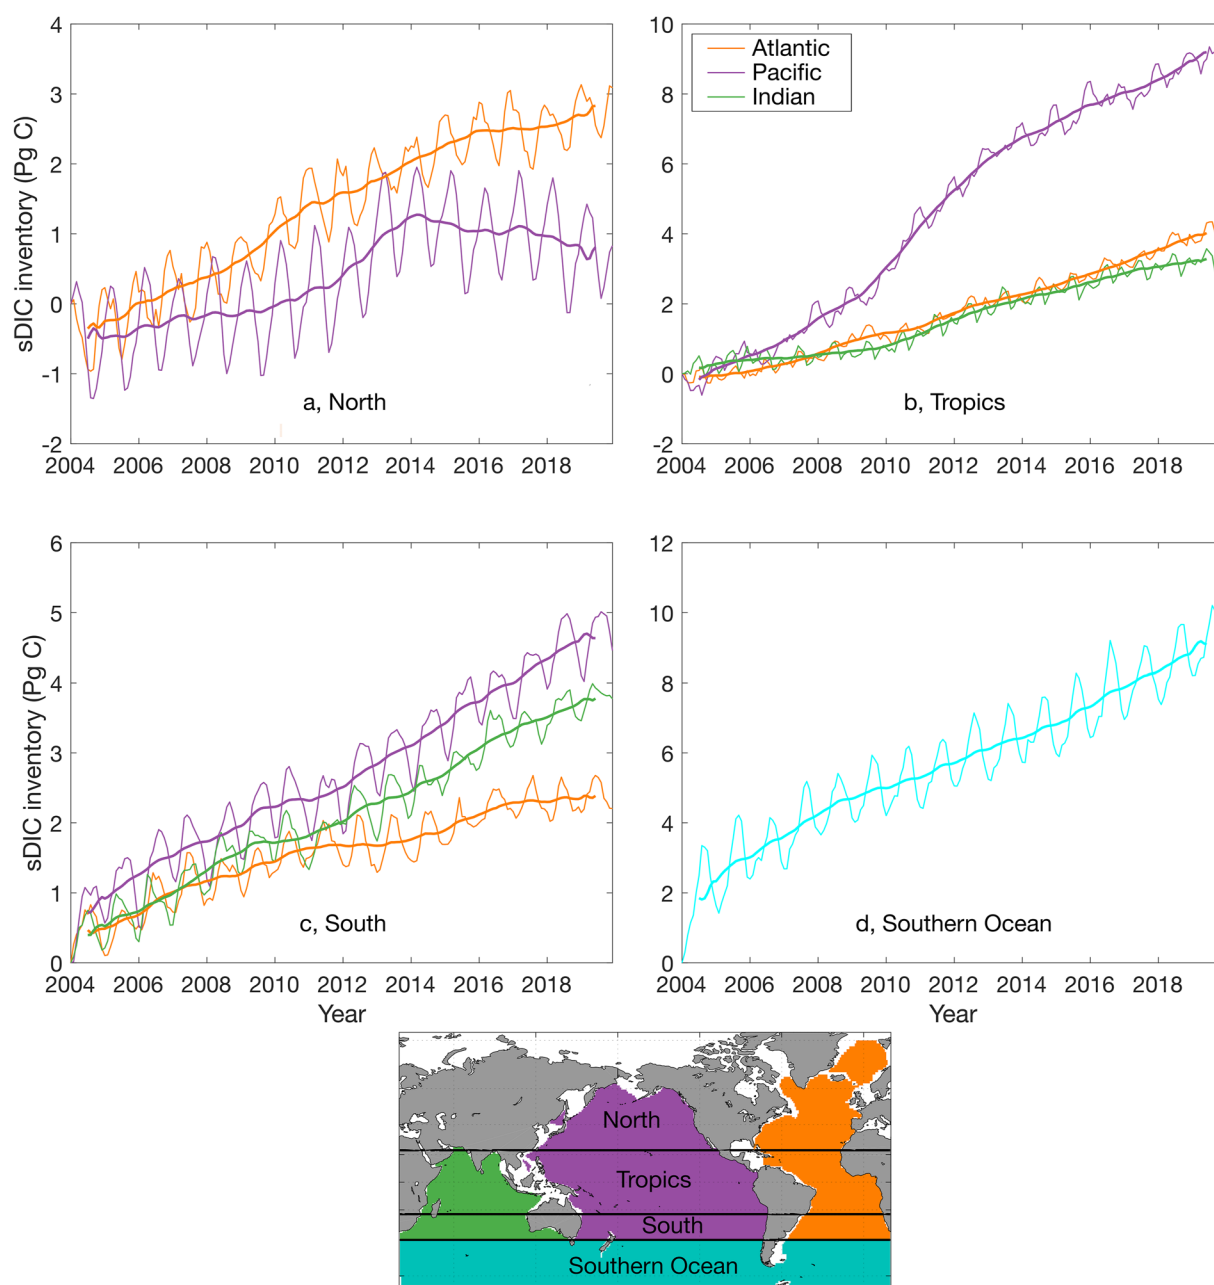 4
3
2
1
0
-1
-2
sDIC inventory (Pg C)
a, North
2004 2006 2008 2010 2012 2014 2016 2018
10
8
6
4
2
0
-2
Atlantic
Pacific
Indian
b, Tropics
2004 2006 2008 2010 2012 2014 2016 2018
6
5
4
3
2
1
0
sDIC inventory (Pg C)
c, South
2004 2006 2008 2010 2012 2014 2016 2018
Year
12
10
8
6
4
2
0
d, Southern Ocean
2004 2006 2008 2010 2012 2014 2016 2018
Year
North
Tropics
South
Southern Ocean